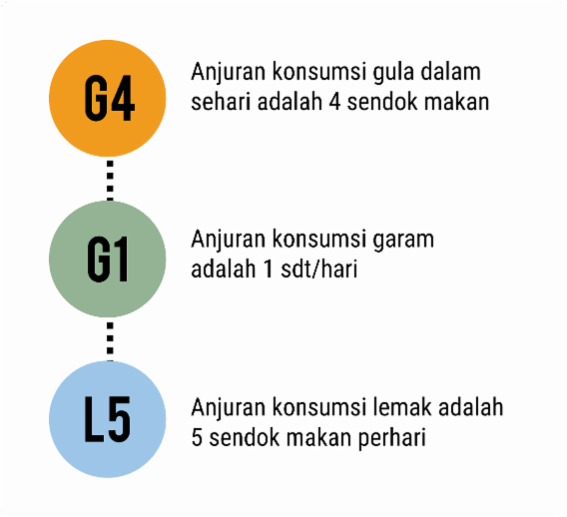 G4
Anjuran konsumsi gula dalam
sehari adalah 4 sendok makan
G1
Anjuran konsumsi garam
adalah 1 sdt/hari
L5
Anjuran konsumsi lemak adalah
5 sendok makan perhari